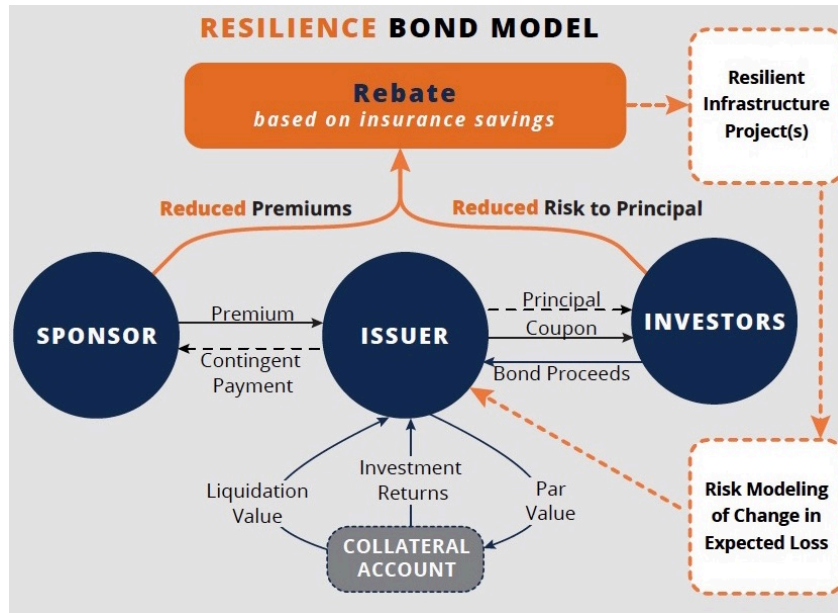 RESILIENCE BOND MODEL
Rebate
based on insurance savings
Resilient
Infrastructure
Project(s)
Reduced Premiums
Reduced Risk to Principal
SPONSOR
Premium
Contingent
Payment
ISSUER
Principal
Coupon
Bond Proceeds
INVESTORS
Liquidation
Value
Investment
Returns
Par
Value
COLLATERAL
ACCOUNT
Risk Modeling
of Change in
Expected Loss